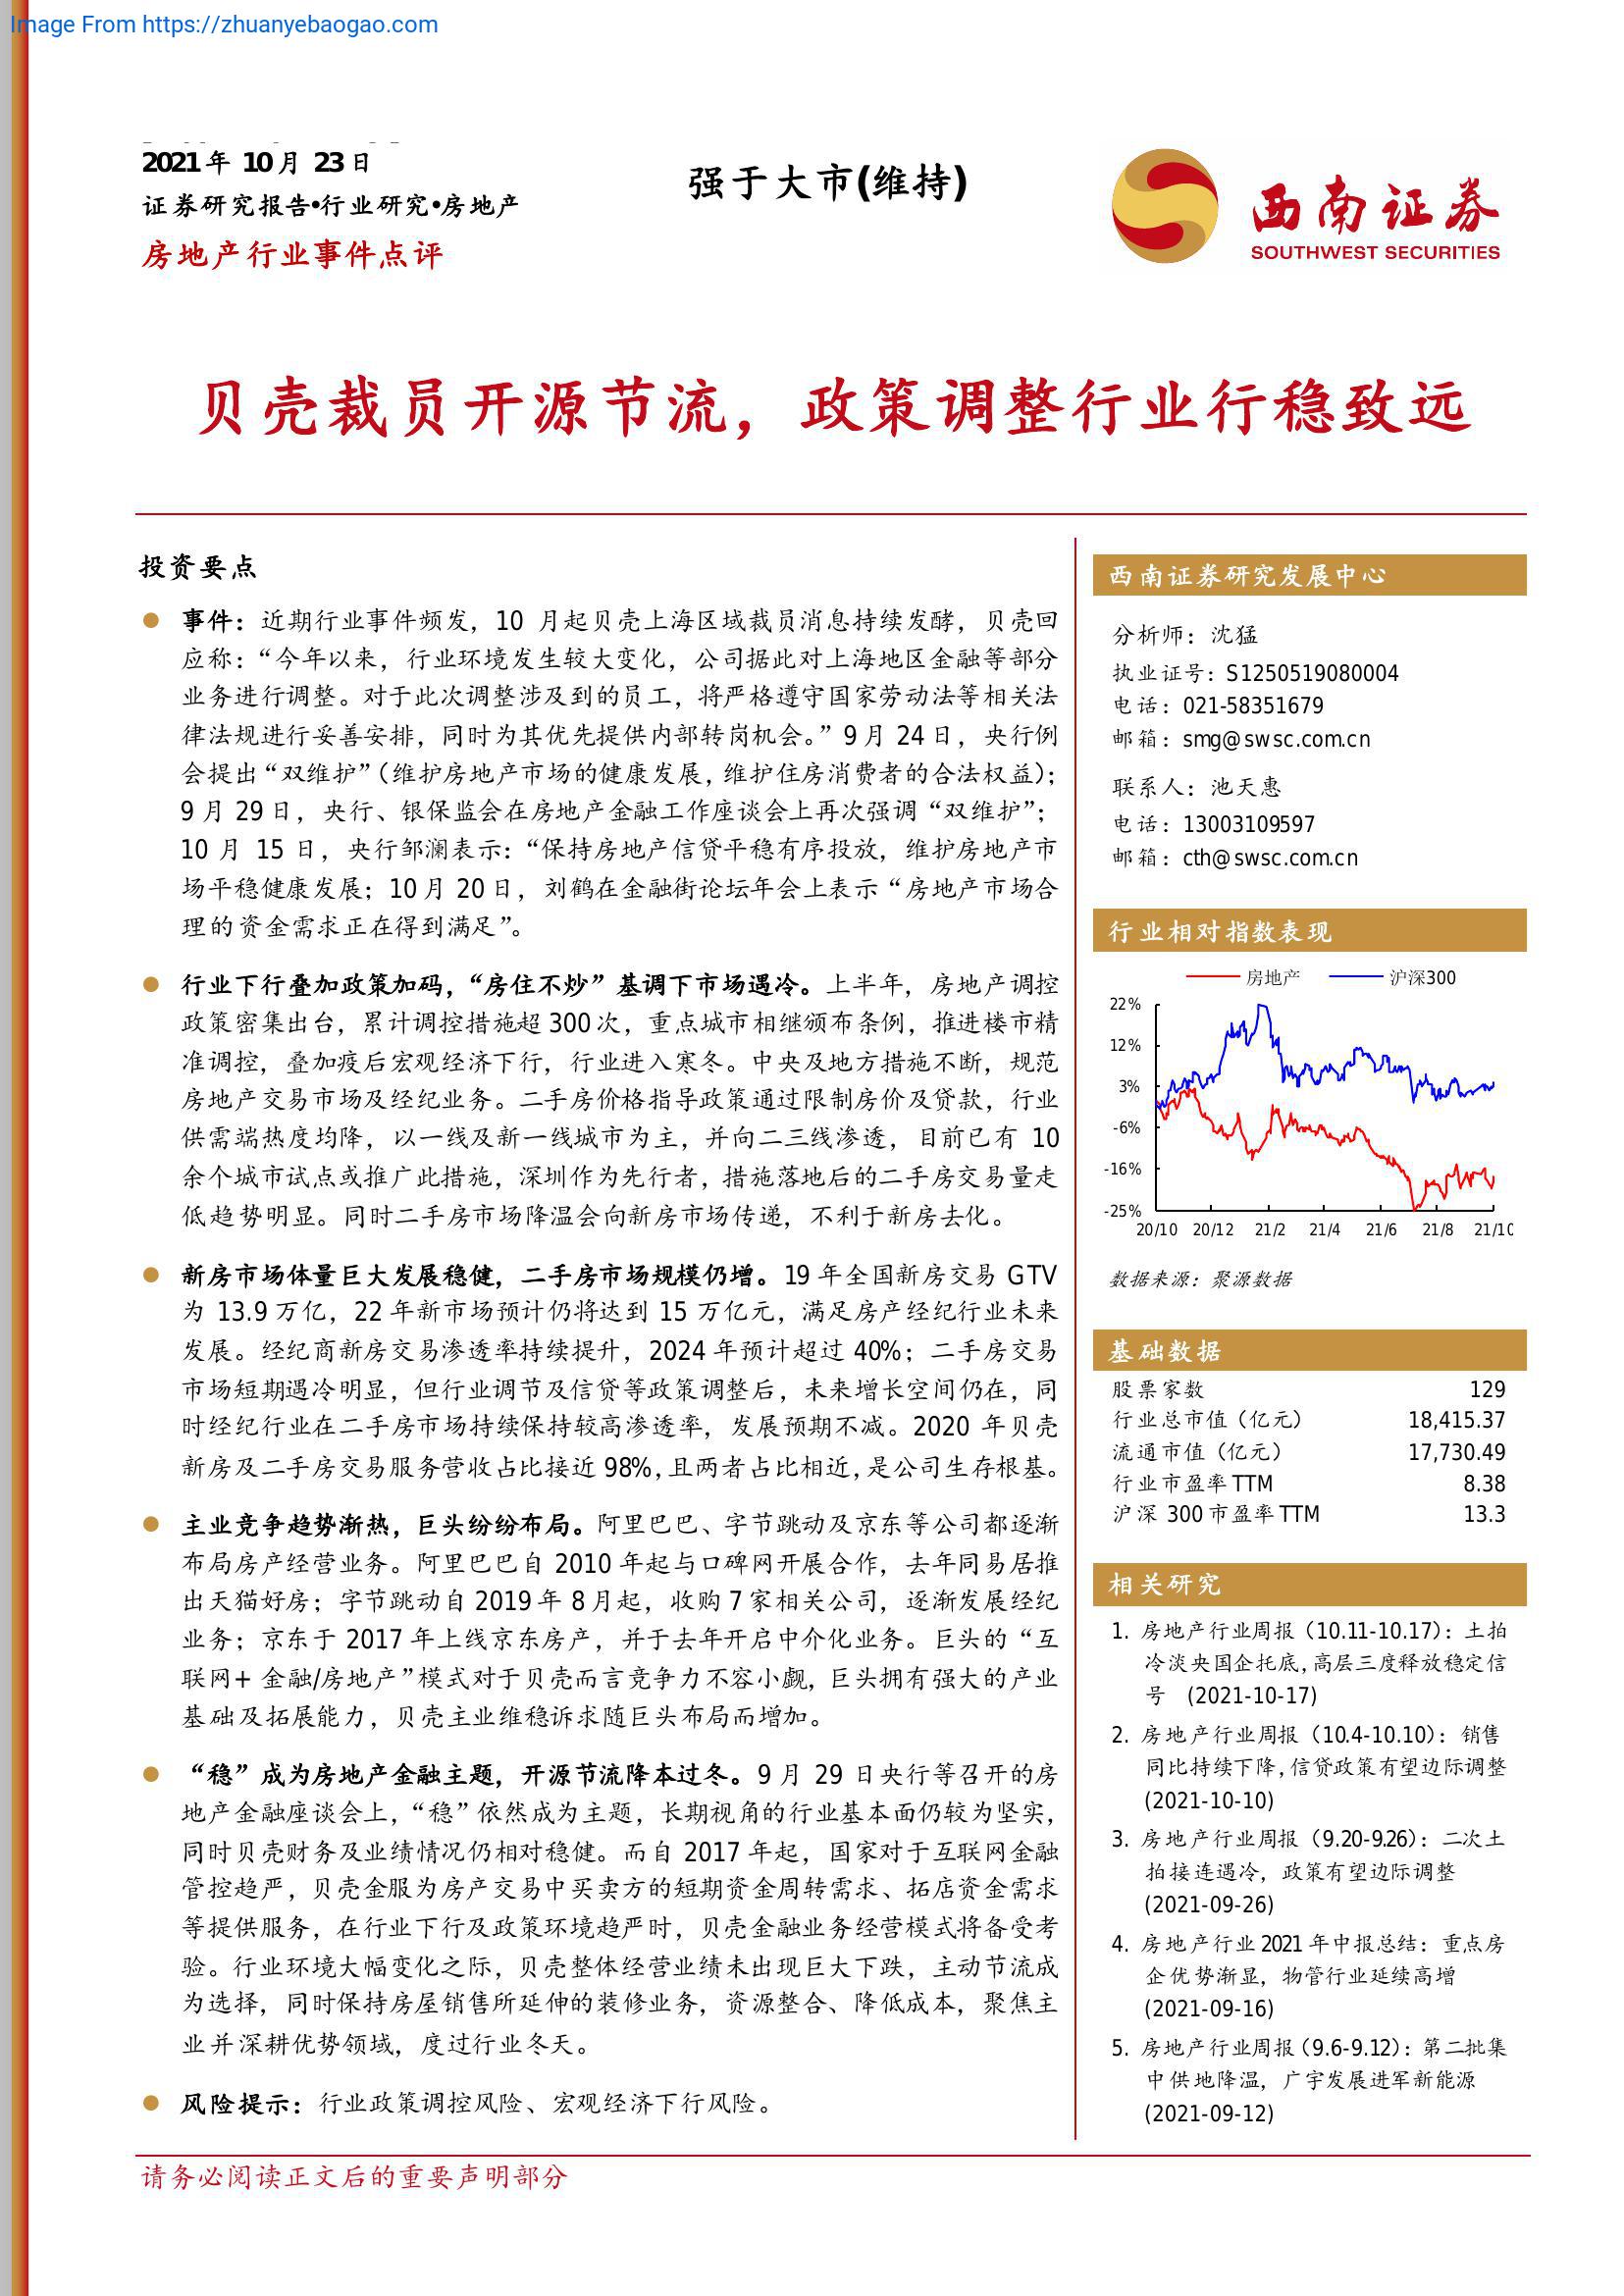 Image From https://zhuanyebaogao.com
2021年 10月 23日
证券研究报告•行业研究•房地产
房地产行业事件点评
强于大市(维持)
西南证券
SOUTHWEST SECURITIES
贝壳裁员开源节流，政策调整行业行稳致远
投资要点
事件：近期行业事件频发，10 月起贝壳上海区域裁员消息持续发酵，贝壳回
应称：“今年以来，行业环境发生较大变化，公司据此对上海地区金融等部分
业务进行调整。对于此次调整涉及到的员工，将严格遵守国家劳动法等相关法
律法规进行妥善安排，同时为其优先提供内部转岗机会。”9月 24日，央行例
会提出“双维护”（维护房地产市场的健康发展，维护住房消费者的合法权益）；
9 月 29日，央行、银保监会在房地产金融工作座谈会上再次强调“双维护”；
10 月 15 日，央行邹澜表示：“保持房地产信贷平稳有序投放，维护房地产市
场平稳健康发展；10月 20日，刘鹤在金融街论坛年会上表示“房地产市场合
理的资金需求正在得到满足”。
行业下行叠加政策加码，“房住不炒”基调下市场遇冷。上半年，房地产调控
政策密集出台，累计调控措施超300次，重点城市相继颁布条例，推进楼市精
准调控，叠加疫后宏观经济下行，行业进入寒冬。中央及地方措施不断，规范
房地产交易市场及经纪业务。二手房价格指导政策通过限制房价及贷款，行业
供需端热度均降，以一线及新一线城市为主，并向二三线渗透，目前已有 10
余个城市试点或推广此措施，深圳作为先行者，措施落地后的二手房交易量走
低趋势明显。同时二手房市场降温会向新房市场传递，不利于新房去化。
新房市场体量巨大发展稳健，二手房市场规模仍增。19 年全国新房交易 GTV
为 13.9 万亿，22 年新市场预计仍将达到 15 万亿元，满足房产经纪行业未来
发展。经纪商新房交易渗透率持续提升，2024 年预计超过 40%；二手房交易
市场短期遇冷明显，但行业调节及信贷等政策调整后，未来增长空间仍在，同
时经纪行业在二手房市场持续保持较高渗透率，发展预期不减。2020 年贝壳
新房及二手房交易服务营收占比接近 98%，且两者占比相近，是公司生存根基。
主业竞争趋势渐热，巨头纷纷布局。阿里巴巴、字节跳动及京东等公司都逐渐
布局房产经营业务。阿里巴巴自 2010 年起与口碑网开展合作，去年同易居推
出天猫好房；字节跳动自 2019年 8月起，收购 7家相关公司，逐渐发展经纪
业务；京东于 2017 年上线京东房产，并于去年开启中介化业务。巨头的“互
联网+ 金融/房地产”模式对于贝壳而言竞争力不容小觑，巨头拥有强大的产业
基础及拓展能力，贝壳主业维稳诉求随巨头布局而增加。
“稳”成为房地产金融主题，开源节流降本过冬。9 月 29 日央行等召开的房
地产金融座谈会上，“稳”依然成为主题，长期视角的行业基本面仍较为坚实，
同时贝壳财务及业绩情况仍相对稳健。而自 2017 年起，国家对于互联网金融
管控趋严，贝壳金服为房产交易中买卖方的短期资金周转需求、拓店资金需求
等提供服务，在行业下行及政策环境趋严时，贝壳金融业务经营模式将备受考
验。行业环境大幅变化之际，贝壳整体经营业绩未出现巨大下跌，主动节流成
为选择，同时保持房屋销售所延伸的装修业务，资源整合、降低成本，聚焦主
业并深耕优势领域，度过行业冬天。
风险提示：行业政策调控风险、宏观经济下行风险。
西南证券研究发展中心
分析师：沈猛
执业证号：S1250519080004
电话：021-58351679
邮箱：smg@swsc.com.cn
联系人：池天惠
电话：13003109597
邮箱：cth@swsc.com.cn
行业相对指数表现
房地产 沪深300
22%
12%
3%
-6%
-16%
-25%
20/10 20/12 21/2 21/4 21/6 21/8 21/10
数据来源：聚源数据
基础数据
股票家数 129
行业总市值（亿元） 18,415.37
流通市值（亿元） 17,730.49
行业市盈率TTM 8.38
沪深 300市盈率TTM 13.3
相关研究
1. 房地产行业周报（10.11-10.17）：土拍
冷淡央国企托底，高层三度释放稳定信
号 (2021-10-17)
2. 房地产行业周报（10.4-10.10）：销售
同比持续下降，信贷政策有望边际调整
(2021-10-10)
3. 房地产行业周报（9.20-9.26）：二次土
拍接连遇冷，政策有望边际调整
(2021-09-26)
4. 房地产行业2021 年中报总结：重点房
企优势渐显，物管行业延续高增
(2021-09-16)
5. 房地产行业周报（9.6-9.12）：第二批集
中供地降温，广宇发展进军新能源
(2021-09-12)
请务必阅读正文后的重要声明部分